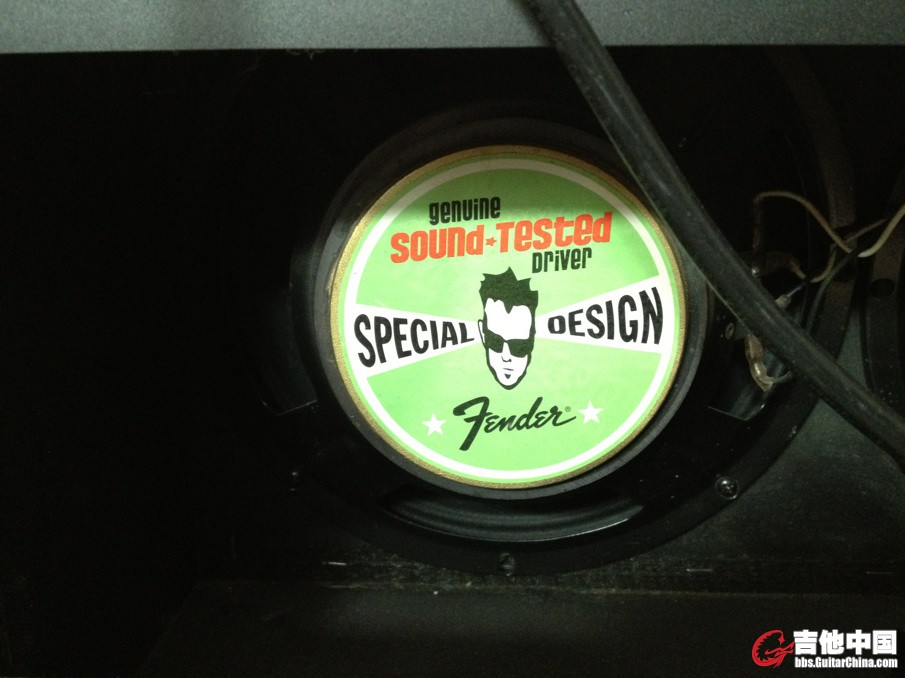 genuine
SOUND★TESTED
DRIVER
SPECIAL DESIGN
Fender®
吉他中国
bbs.GuitarChina.com